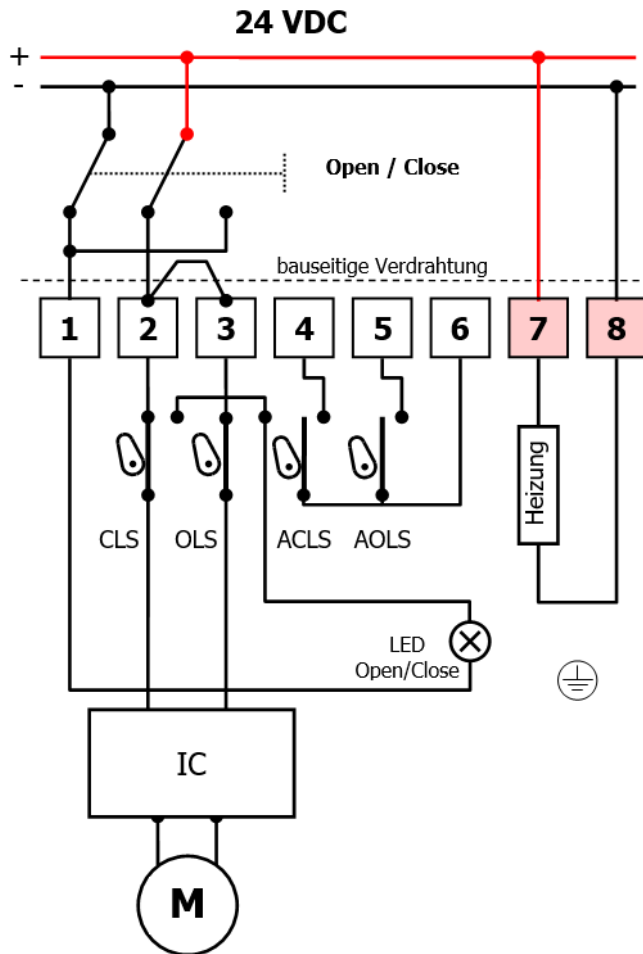 24 VDC
+
-
Open / Close
bauseitige Verdrahtung
1 2 3 4 5 6 7 8
CLS OLS ACLS AOLS
Heizung
LED
Open/Close
IC
M